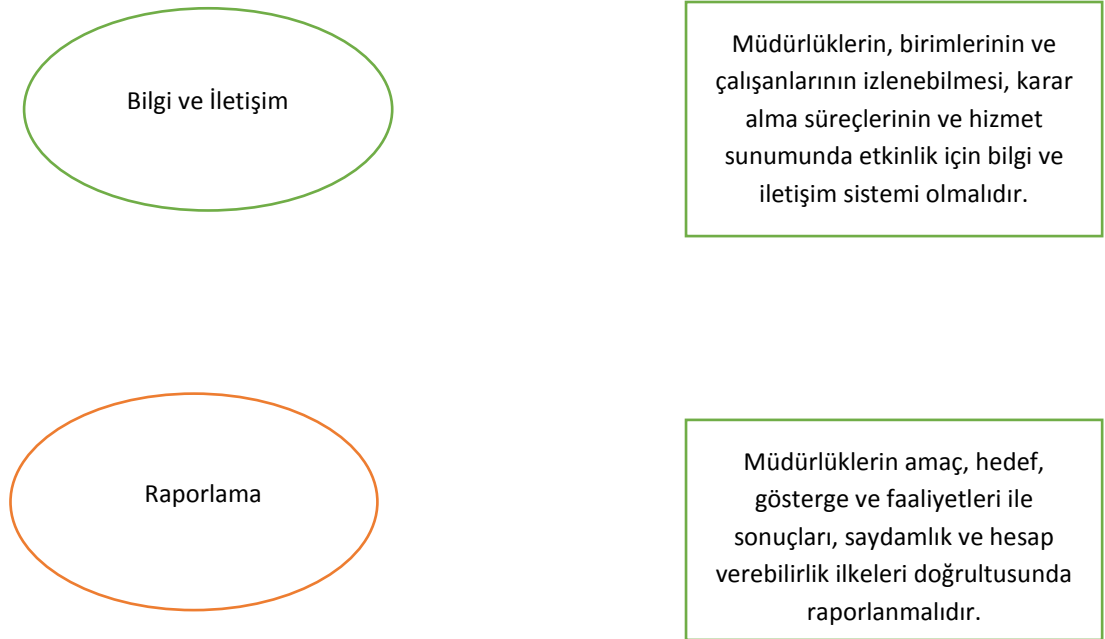 Bilgi ve İletişim
Müdürlüklerin, birimlerinin ve
çalışanlarının izlenebilmesi, karar
alma süreçlerinin ve hizmet
sunumunda etkinlik için bilgi ve
iletişim sistemi olmalıdır.
Raporlama
Müdürlüklerin amaç, hedef,
gösterge ve faaliyetleri ile
sonuçları, saydamlık ve hesap
verebilirlik ilkeleri doğrultusunda
raporlanmalıdır.